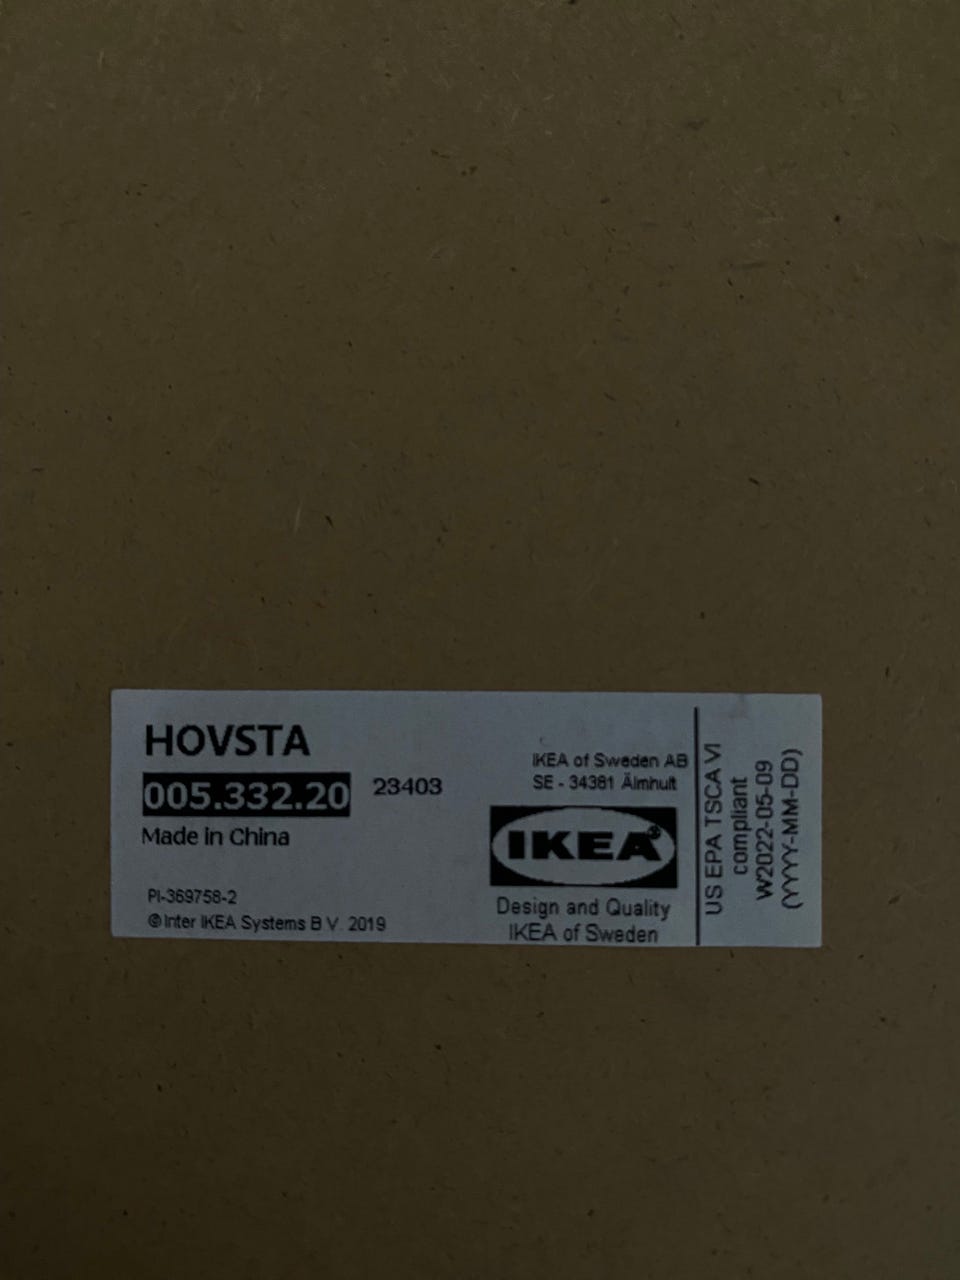 HOVSTA
005.332.20 23403
Made in China
PI-369758-2
© Inter IKEA Systems B.V. 2019
IKEA of Sweden AB
SE - 34381 Älmhult
IKEA®
Design and Quality
IKEA of Sweden
US EPA TSCA VI
compliant
W2022-05-09
(YYYY-MM-DD)